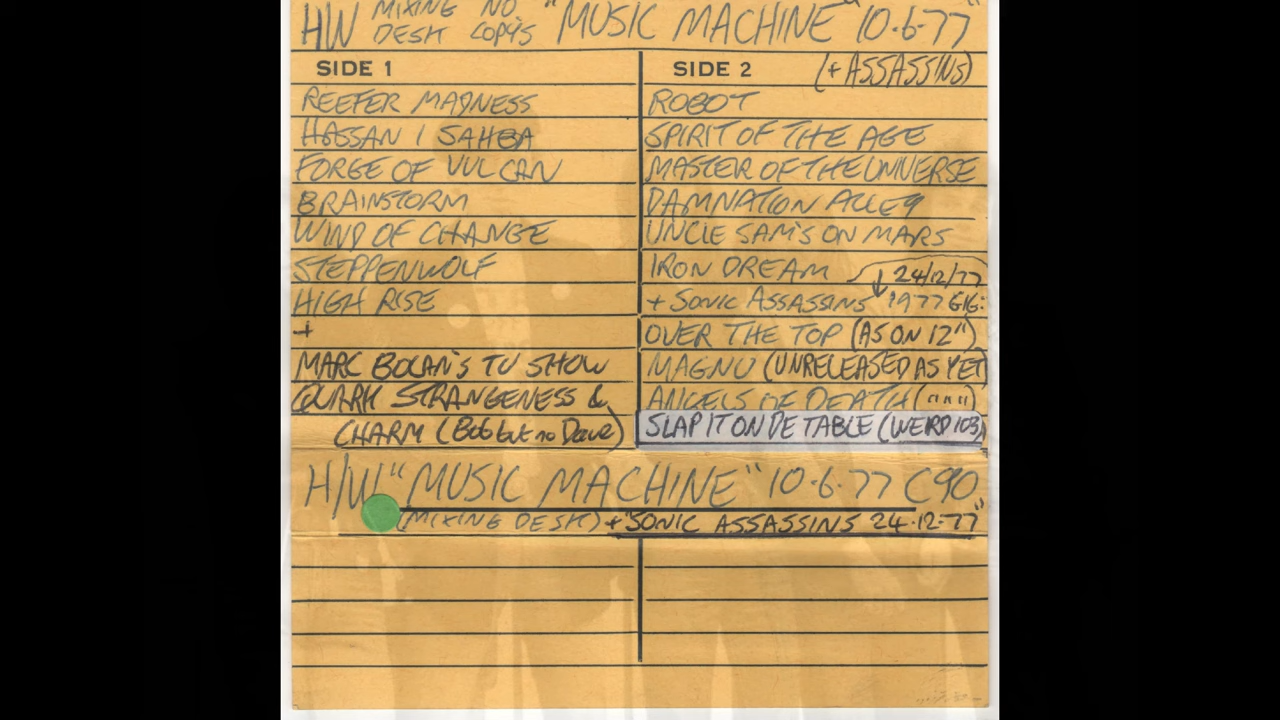 H/W MIXING NO "MUSIC MACHINE" 10.6.77"
DESK COPYS
SIDE 1
REEFER MADNESS
HASSAN I SAHBA
FORGE OF VULCAN
BRAINSTORM
WIND OF CHANGE
STEPPENWOLF
HIGH RISE
+
MARC BOLAN'S TV SHOW
QUARK STRANGENESS &
CHARM (Bob but no Dave)
SIDE 2 (+ ASSASSINS)
ROBOT
SPIRIT OF THE AGE
MASTER OF THE UNIVERSE
DAMNATION ALLEY
UNCLE SAM'S ON MARS
IRON DREAM 24/12/77
+ SONIC ASSASSINS ↓ 1977 GIG:
OVER THE TOP (AS ON 12")
MAGNU (UNRELEASED AS YET)
ANGELS OF DEATH (" " " ")
SLAP IT ON DE TABLE (WEIRD 103)
H/W "MUSIC MACHINE" 10.6.77 C90
(MIXING DESK) + "SONIC ASSASSINS 24.12.77"